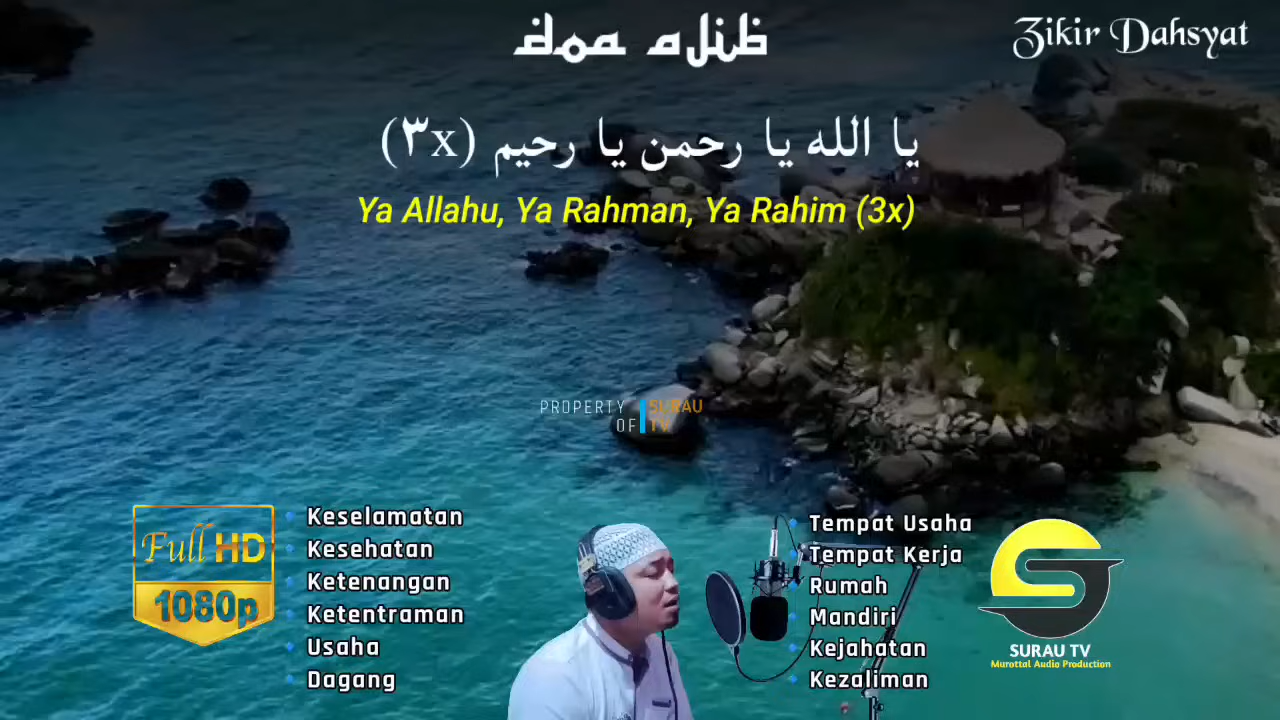 doa ajib
Zikir Dahsyat
يا الله يا رحمن يا رحيم (٣x)
Ya Allahu, Ya Rahman, Ya Rahim (3x)
PROPERTY OF
SURAU TV
Full HD
1080p
Keselamatan
Kesehatan
Ketenangan
Ketentraman
Usaha
Dagang
Tempat Usaha
Tempat Kerja
Rumah
Mandiri
Kejahatan
Kezaliman
SURAU TV
Murottal Audio Production